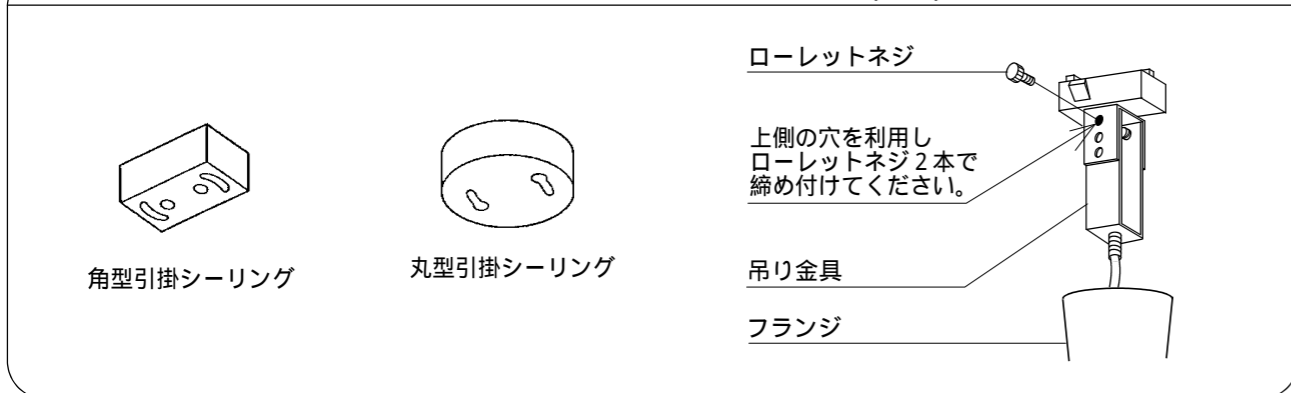 角型引掛シーリング
丸型引掛シーリング
ローレットネジ
上側の穴を利用し
ローレットネジ2本で
締め付けてください。
吊り金具
フランジ